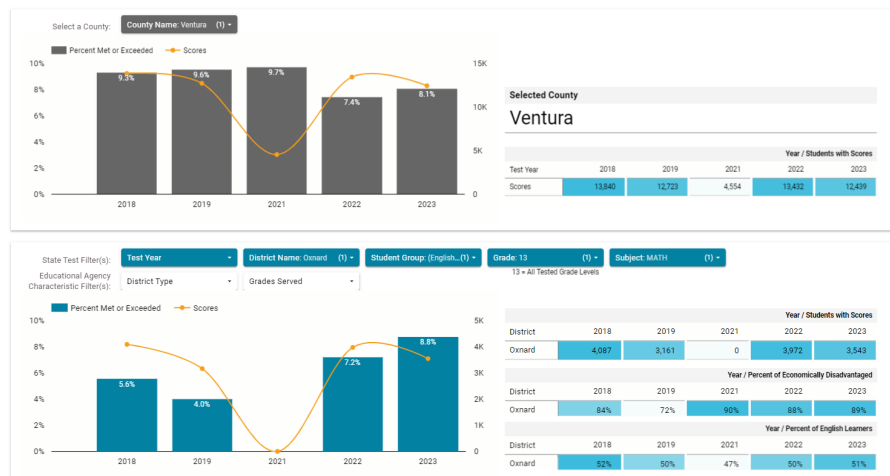 Select a County: County Name: Ventura (1)
Percent Met or Exceeded Scores
10% 15K
8% 10K
6%
4% 5K
2%
0% 0
9.3% 9.6% 9.7% 7.4% 8.1%
2018 2019 2021 2022 2023
Selected County
Ventura
Year / Students with Scores
Test Year 2018 2019 2021 2022 2023
Scores 13,840 12,723 4,554 13,432 12,439
State Test Filter(s): Test Year District Name: Oxnard (1) Student Group: (English... (1) Grade: 13 (1) Subject: MATH (1)
13 = All Tested Grade Levels
Educational Agency
Characteristic Filter(s): District Type Grades Served
Percent Met or Exceeded Scores
10% 5K
8% 4K
6% 3K
4% 2K
2% 1K
0% 0
5.6% 4.0% 7.2% 8.8%
2018 2019 2021 2022 2023
Year / Students with Scores
District 2018 2019 2021 2022 2023
Oxnard 4,087 3,161 0 3,972 3,543
Year / Percent of Economically Disadvantaged
District 2018 2019 2021 2022 2023
Oxnard 84% 72% 90% 88% 89%
Year / Percent of English Learners
District 2018 2019 2021 2022 2023
Oxnard 52% 50% 47% 50% 51%